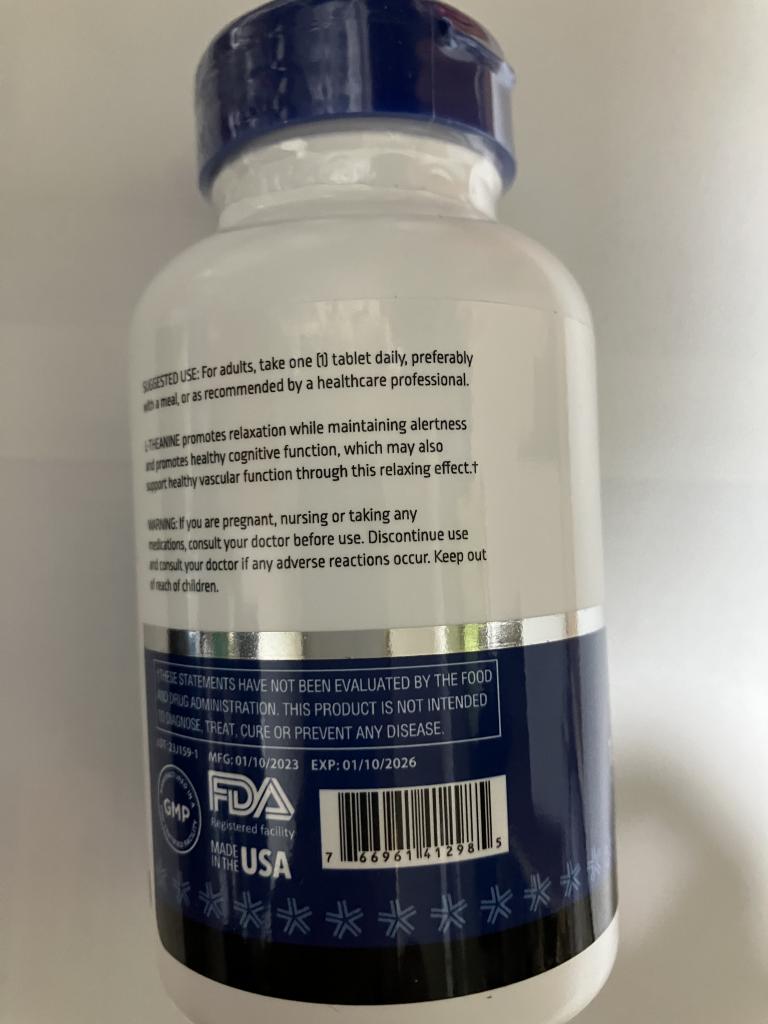 SUGGESTED USE: For adults, take one (1) tablet daily, preferably
with a meal, or as recommended by a healthcare professional.
L-THEANINE promotes relaxation while maintaining alertness
and promotes healthy cognitive function, which may also
support healthy vascular function through this relaxing effect.†
WARNING: If you are pregnant, nursing or taking any
medications, consult your doctor before use. Discontinue use
and consult your doctor if any adverse reactions occur. Keep out
of reach of children.
†THESE STATEMENTS HAVE NOT BEEN EVALUATED BY THE FOOD
AND DRUG ADMINISTRATION. THIS PRODUCT IS NOT INTENDED
TO DIAGNOSE, TREAT, CURE OR PREVENT ANY DISEASE.
LOT: 23/159-1 MFG: 01/10/2023 EXP: 01/10/2026
GMP
FDA
Registered facility
MADE
IN THE USA
7 66961 41298 5